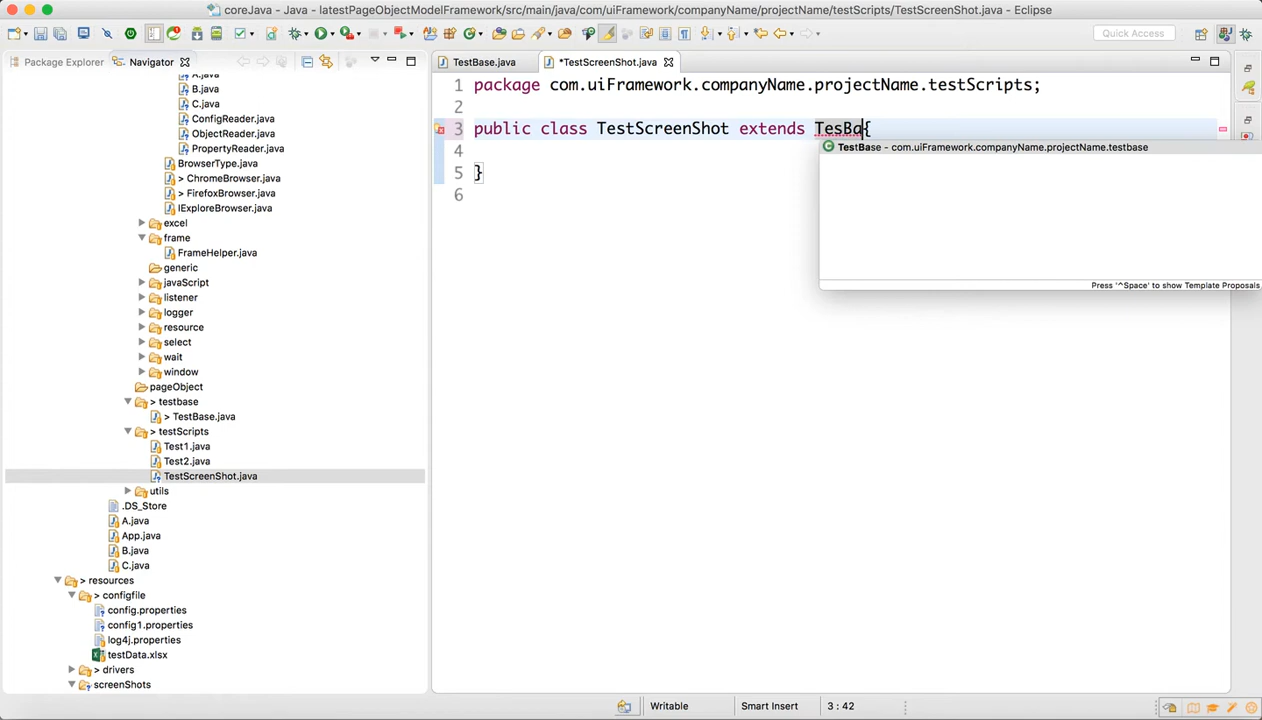 coreJava - Java - latestPageObjectModelFramework/src/main/java/com/uiFramework/companyName/projectName/testScripts/TestScreenShot.java - Eclipse
Quick Access
Package Explorer
Navigator
TestBase.java
*TestScreenShot.java
A.java
B.java
C.java
ConfigReader.java
ObjectReader.java
PropertyReader.java
BrowserType.java
> ChromeBrowser.java
> FirefoxBrowser.java
IExploreBrowser.java
excel
frame
FrameHelper.java
generic
javaScript
listener
logger
resource
select
wait
window
pageObject
> testbase
> TestBase.java
> testScripts
Test1.java
Test2.java
TestScreenShot.java
utils
.DS_Store
A.java
App.java
B.java
C.java
> resources
> configfile
config.properties
config1.properties
log4j.properties
testData.xlsx
> drivers
screenShots
1 package com.uiFramework.companyName.projectName.testScripts;
2
3 public class TestScreenShot extends TesBa{
4
5 }
6
TestBase - com.uiFramework.companyName.projectName.testbase
Press '^Space' to show Template Proposals
Writable
Smart Insert
3 : 42